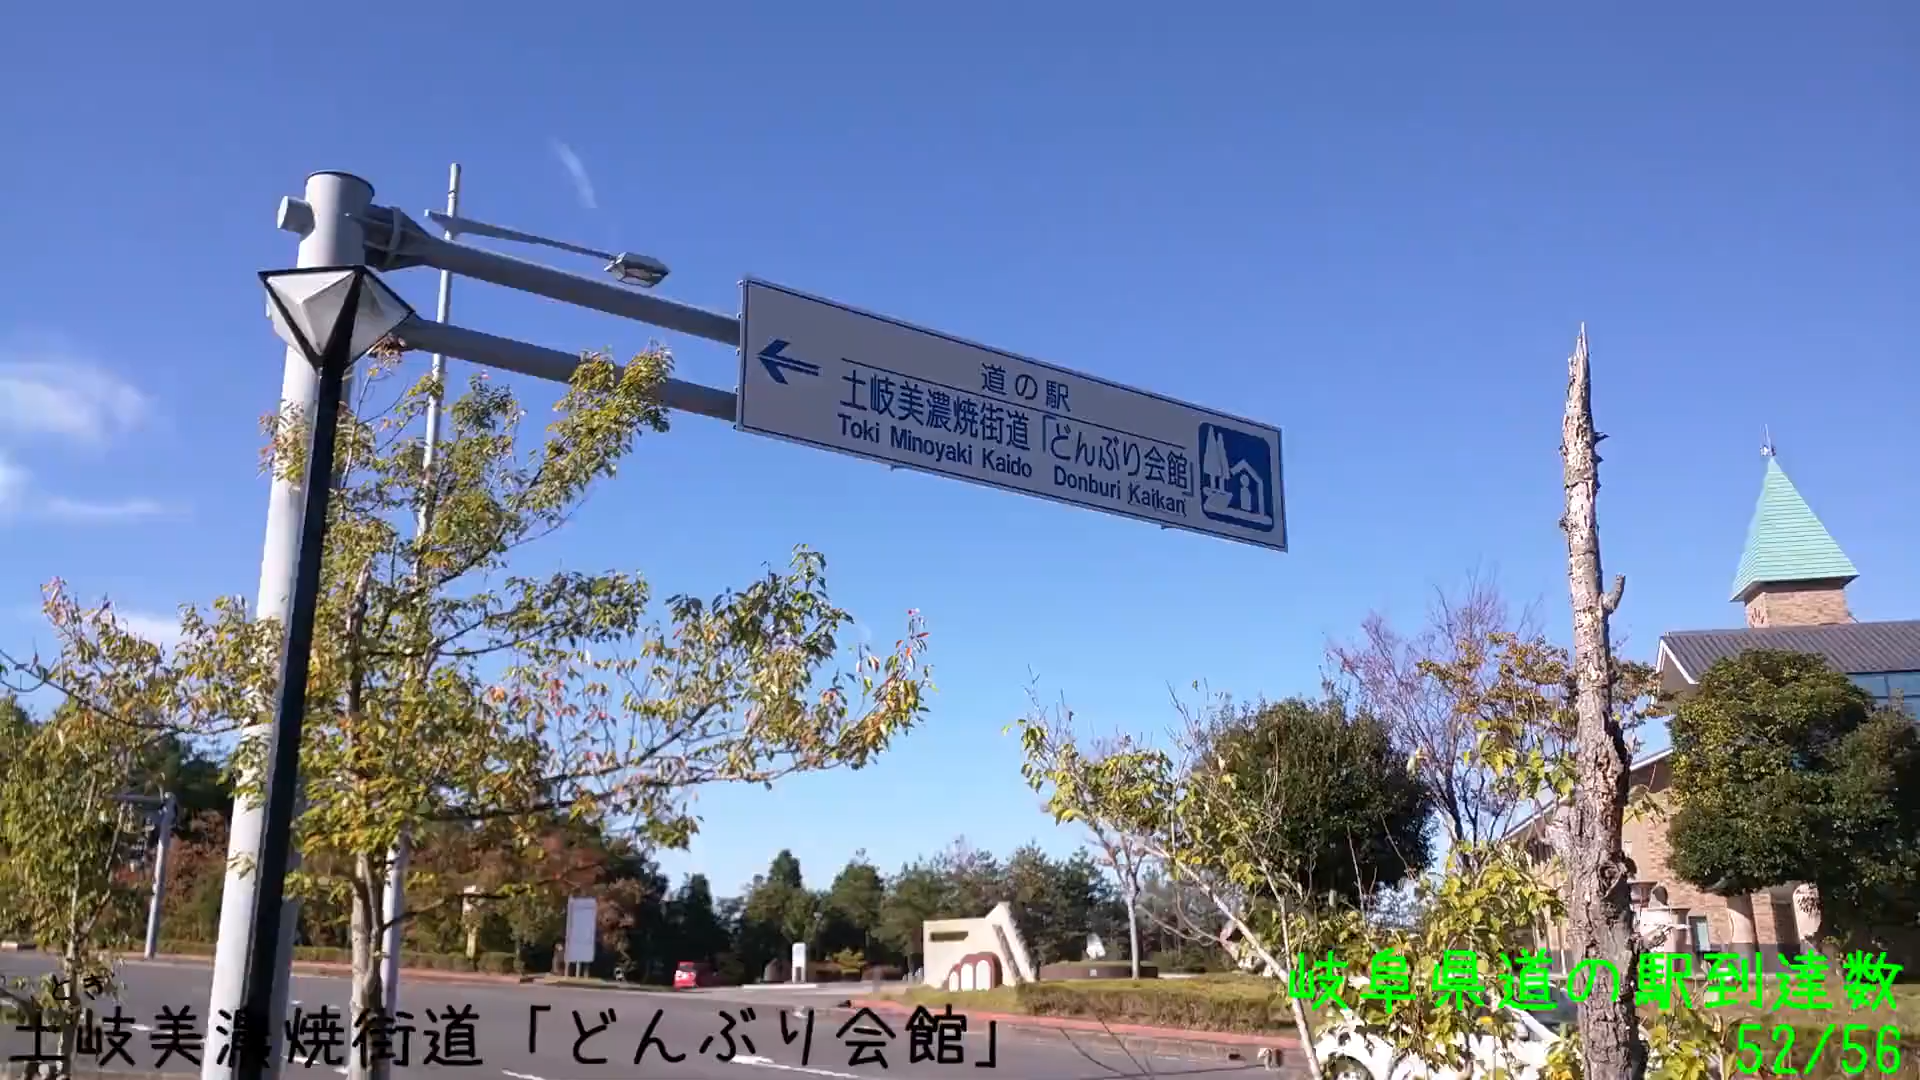 道の駅
土岐美濃焼街道「どんぶり会館」
Toki Minoyaki Kaido Donburi Kaikan
岐阜県道の駅到達数
とき
土岐美濃焼街道「どんぶり会館」
52/56